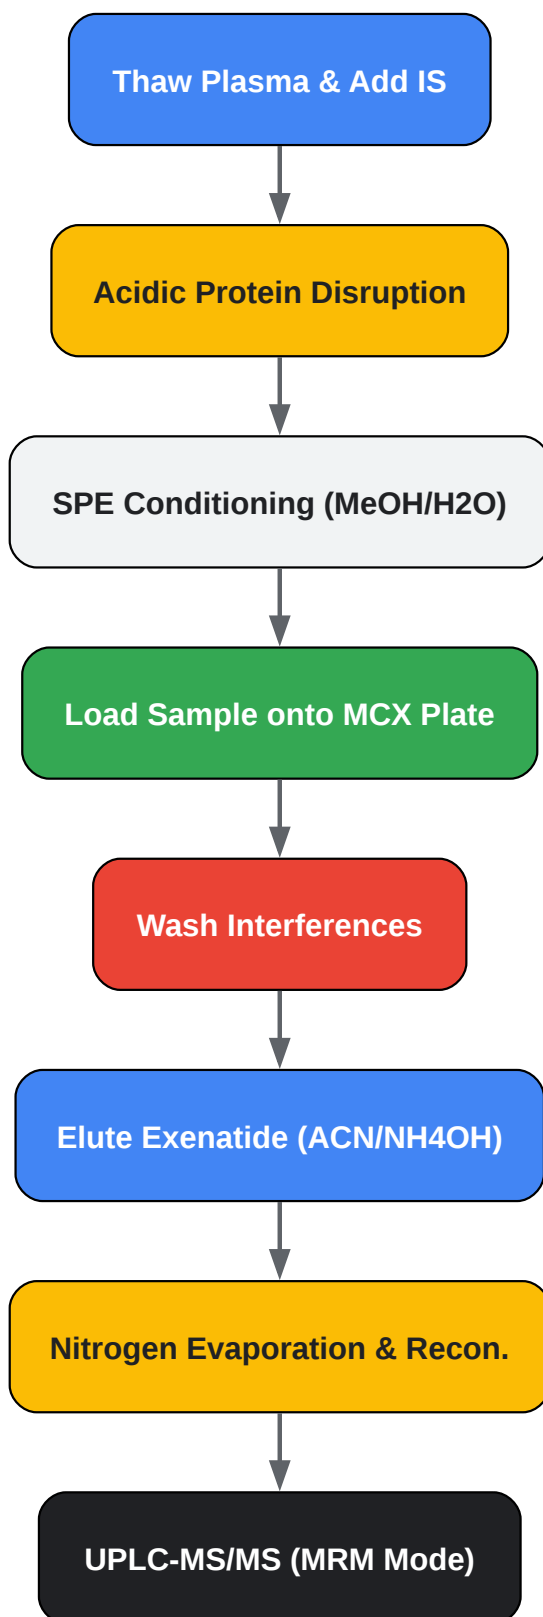 Thaw Plasma & Add IS
Acidic Protein Disruption
SPE Conditioning (MeOH/H2O)
Load Sample onto MCX Plate
Wash Interferences
Elute Exenatide (ACN/NH4OH)
Nitrogen Evaporation & Recon.
UPLC-MS/MS (MRM Mode)